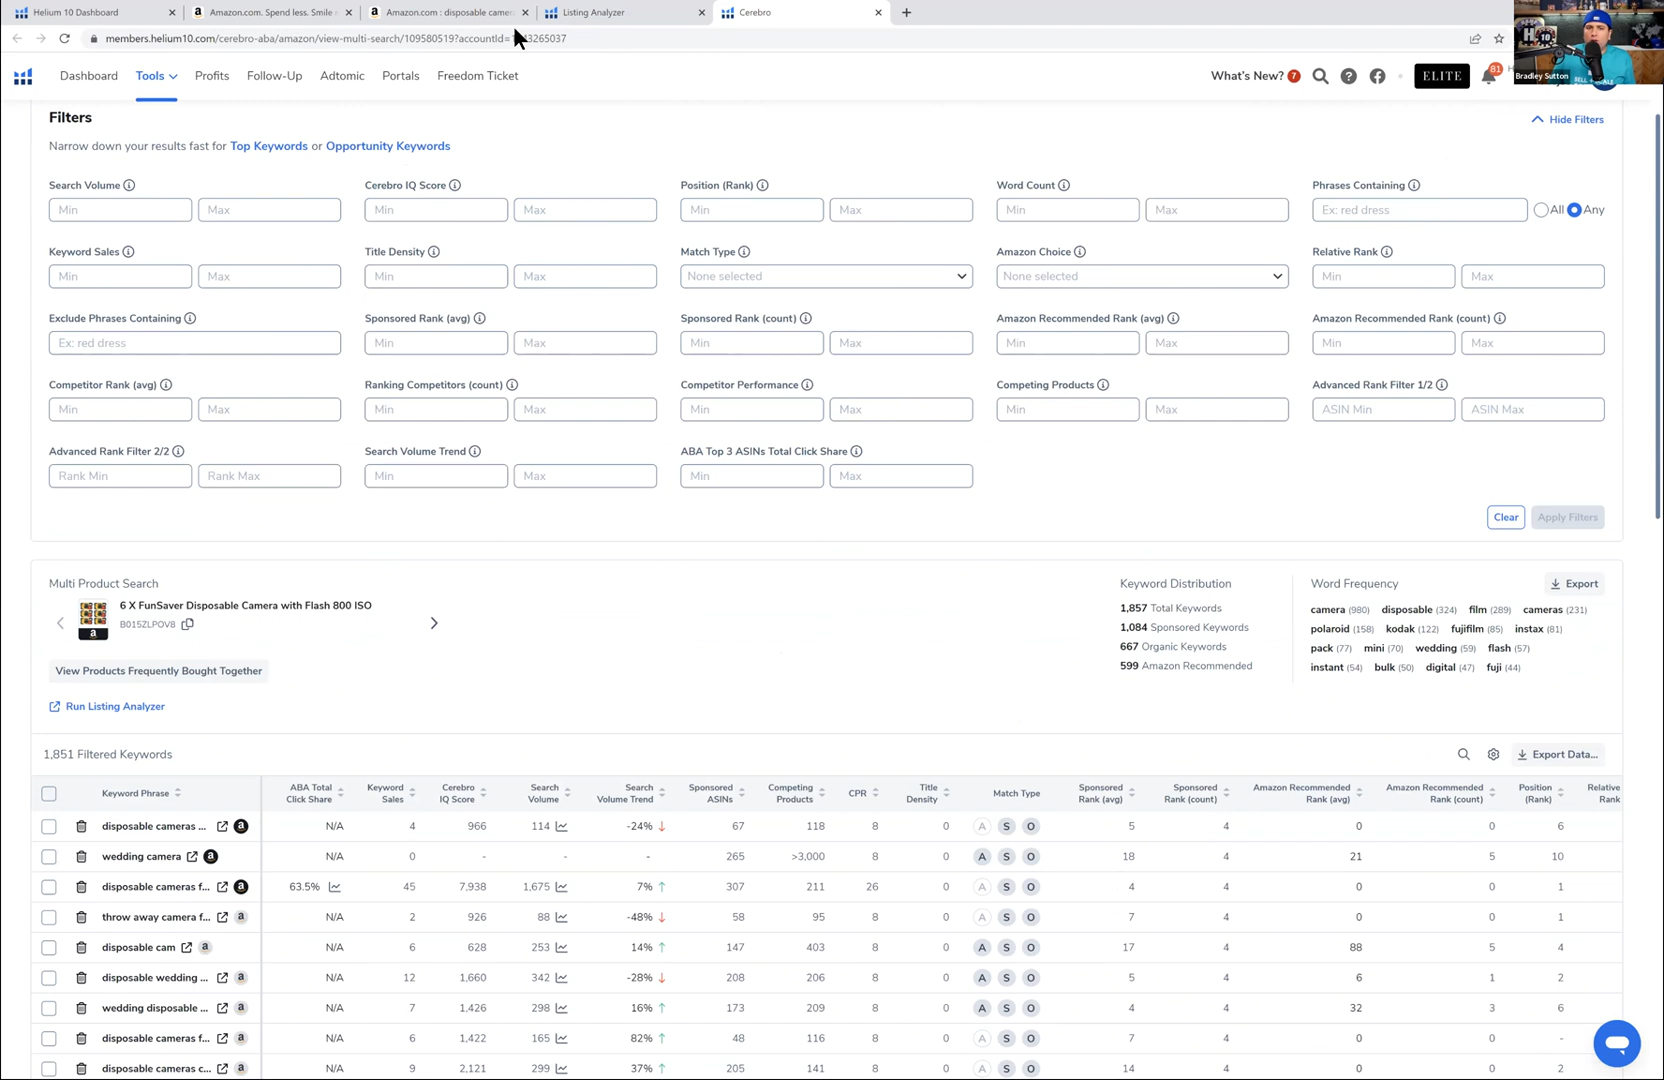 Helium 10 Dashboard
Amazon.com. Spend less. Smile
Amazon.com : disposable camer
Listing Analyzer
Cerebro
members.helium10.com/cerebro-aba/amazon/view-multi-search/109580519?accountId=
3265037
Dashboard Tools Profits Follow-Up Adtomic Portals Freedom Ticket
What's New? 7
ELITE
81
Bradley Sutton
Filters
Hide Filters
Narrow down your results fast for Top Keywords or Opportunity Keywords
Search Volume Cerebro IQ Score Position (Rank) Word Count Phrases Containing
Min Max Min Max Min Max Min Max Ex: red dress All Any
Keyword Sales Title Density Match Type Amazon Choice Relative Rank
Min Max Min Max None selected None selected Min Max
Exclude Phrases Containing Sponsored Rank (avg) Sponsored Rank (count) Amazon Recommended Rank (avg) Amazon Recommended Rank (count)
Ex: red dress Min Max Min Max Min Max Min Max
Competitor Rank (avg) Ranking Competitors (count) Competitor Performance Competing Products Advanced Rank Filter 1/2
Min Max Min Max Min Max Min Max ASIN Min ASIN Max
Advanced Rank Filter 2/2 Search Volume Trend ABA Top 3 ASINs Total Click Share
Rank Min Rank Max Min Max Min Max
Clear Apply Filters
Multi Product Search
6 X FunSaver Disposable Camera with Flash 800 ISO
B015ZLPOV8
View Products Frequently Bought Together
Run Listing Analyzer
Keyword Distribution
1,857 Total Keywords
1,084 Sponsored Keywords
667 Organic Keywords
599 Amazon Recommended
Word Frequency
Export
camera (980) disposable (324) film (289) cameras (231)
polaroid (158) kodak (122) fujifilm (85) instax (81)
pack (77) mini (70) wedding (59) flash (57)
instant (54) bulk (50) digital (47) fuji (44)
1,851 Filtered Keywords
Export Data...
Keyword Phrase ABA Total Click Share Keyword Sales Cerebro IQ Score Search Volume Search Volume Trend Sponsored ASINs Competing Products CPR Title Density Match Type Sponsored Rank (avg) Sponsored Rank (count) Amazon Recommended Rank (avg) Amazon Recommended Rank (count) Position (Rank) Relative Rank
disposable cameras ... N/A 4 966 114 -24% 67 118 8 0 A S O 5 4 0 0 6
wedding camera N/A 0 - - - 265 >3,000 8 0 A S O 18 4 21 5 10
disposable cameras f... 63.5% 45 7,938 1,675 7% 307 211 26 0 A S O 4 4 0 0 1
throw away camera f... N/A 2 926 88 -48% 58 95 8 0 A S O 7 4 0 0 1
disposable cam N/A 6 628 253 14% 147 403 8 0 A S O 17 4 88 5 4
disposable wedding ... N/A 12 1,660 342 -28% 208 206 8 0 A S O 5 4 6 1 2
wedding disposable ... N/A 7 1,426 298 16% 173 209 8 0 A S O 4 4 32 3 6
disposable cameras f... N/A 6 1,422 165 82% 48 116 8 0 A S O 7 4 0 0 -
disposable cameras c... N/A 9 2,121 299 37% 205 141 8 0 A S O 14 4 0 0 2